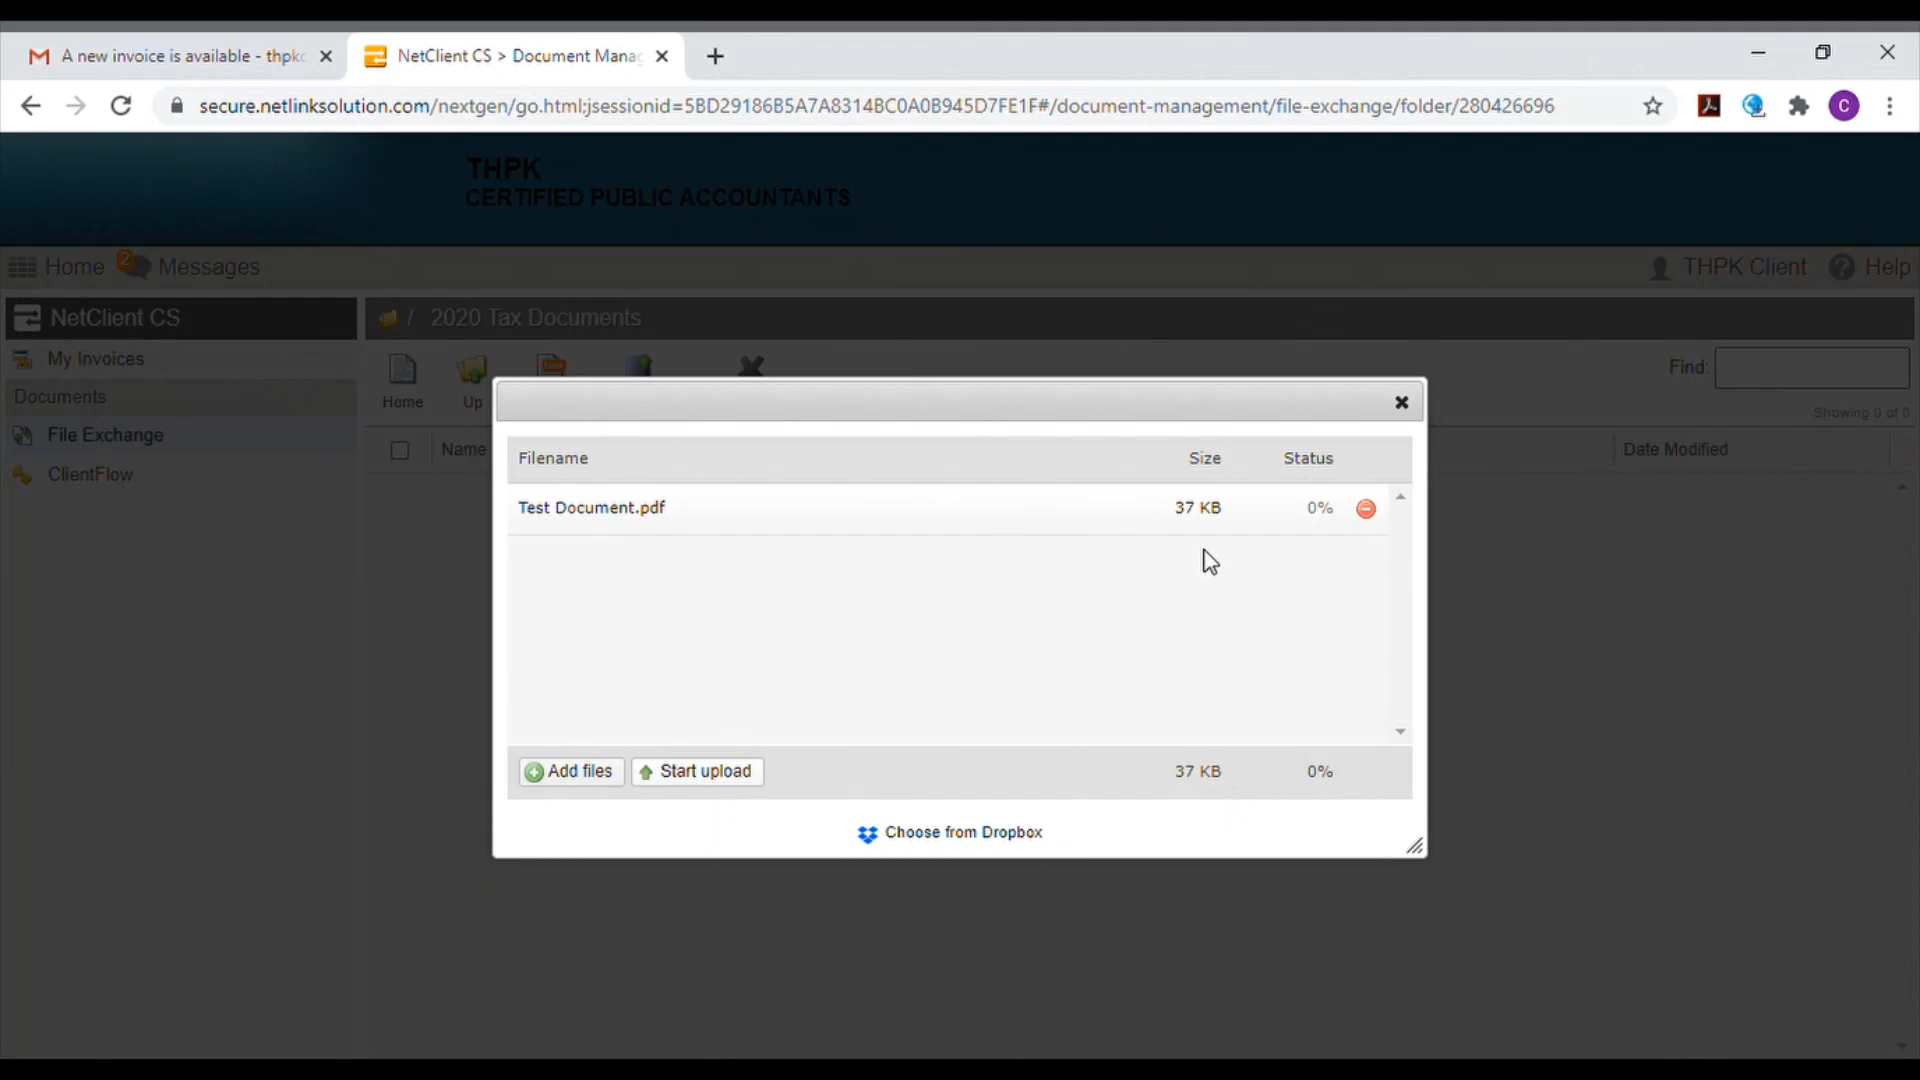 A new invoice is available - thpkc
NetClient CS > Document Mana
secure.netlinksolution.com/nextgen/go.html;jsessionid=5BD29186B5A7A8314BC0A0B945D7FE1F#/document-management/file-exchange/folder/280426696
C
THPK
CERTIFIED PUBLIC ACCOUNTANTS
Home 2 Messages THPK Client ? Help
NetClient CS / 2020 Tax Documents
My Invoices
Find:
Home Up
Documents
Showing 0 of 0
File Exchange
Name Date Modified
ClientFlow
Filename Size Status
Test Document.pdf 37 KB 0%
Add files Start upload 37 KB 0%
Choose from Dropbox